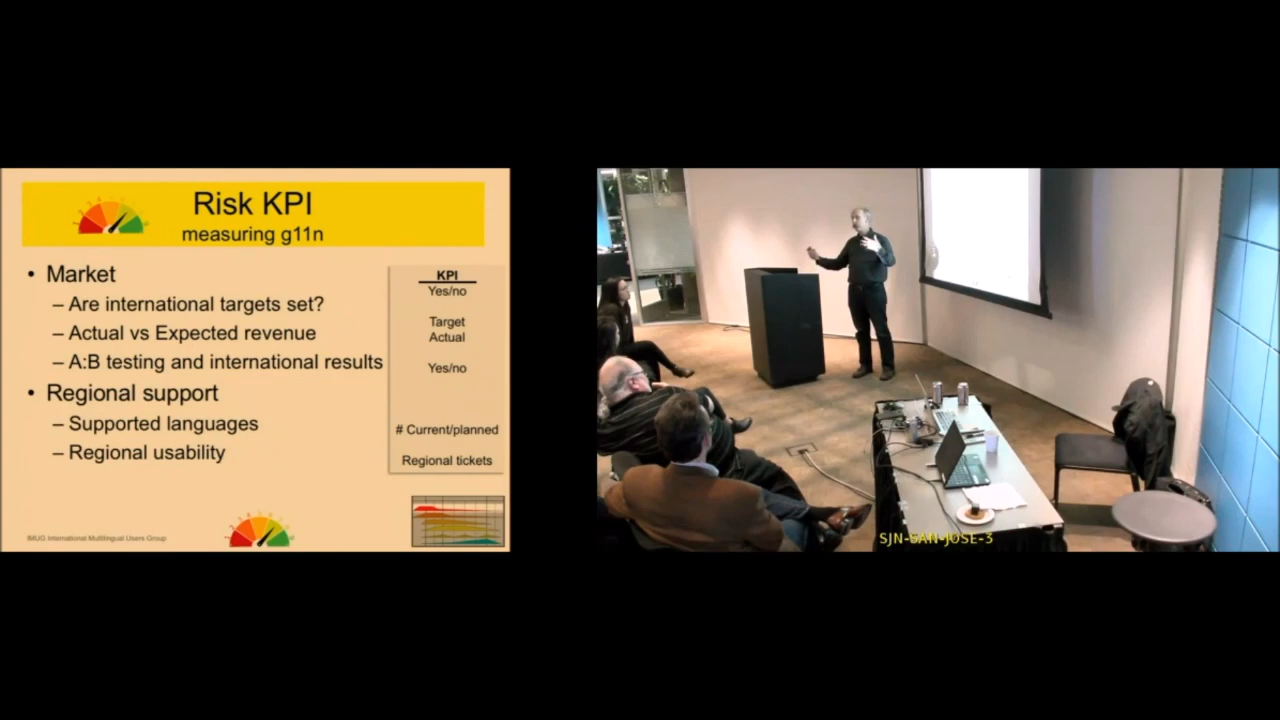 Risk KPI
measuring g11n
• Market
– Are international targets set?
– Actual vs Expected revenue
– A:B testing and international results
• Regional support
– Supported languages
– Regional usability
KPI
Yes/no
Target
Actual
Yes/no
# Current/planned
Regional tickets
IMUG International Multilingual Users Group
SJN-SAN-JOSE-3